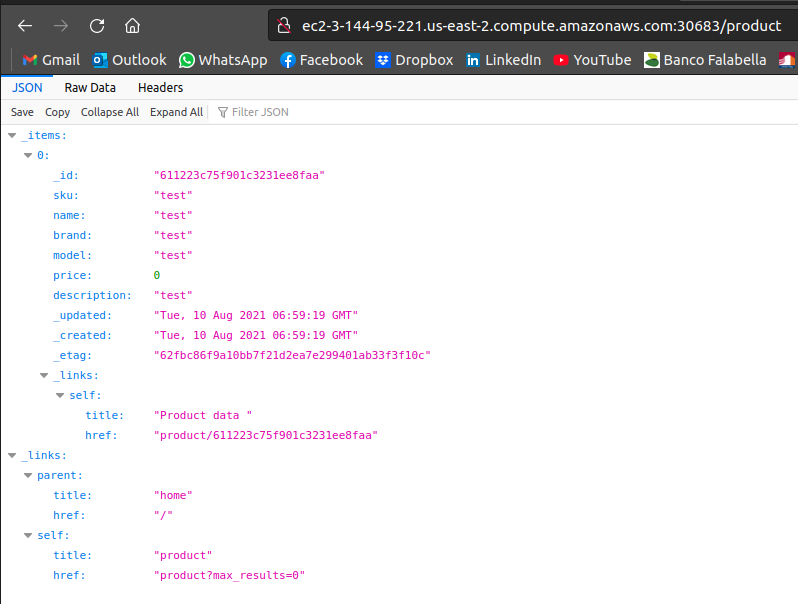 ec2-3-144-95-221.us-east-2.compute.amazonaws.com:30683/product
Gmail Outlook WhatsApp Facebook Dropbox LinkedIn YouTube Banco Falabella
JSON Raw Data Headers
Save Copy Collapse All Expand All Filter JSON
_items:
0:
_id: "611223c75f901c3231ee8faa"
sku: "test"
name: "test"
brand: "test"
model: "test"
price: 0
description: "test"
_updated: "Tue, 10 Aug 2021 06:59:19 GMT"
_created: "Tue, 10 Aug 2021 06:59:19 GMT"
_etag: "62fbc86f9a10bb7f21d2ea7e299401ab33f3f10c"
_links:
self:
title: "Product data "
href: "product/611223c75f901c3231ee8faa"
_links:
parent:
title: "home"
href: "/"
self:
title: "product"
href: "product?max_results=0"